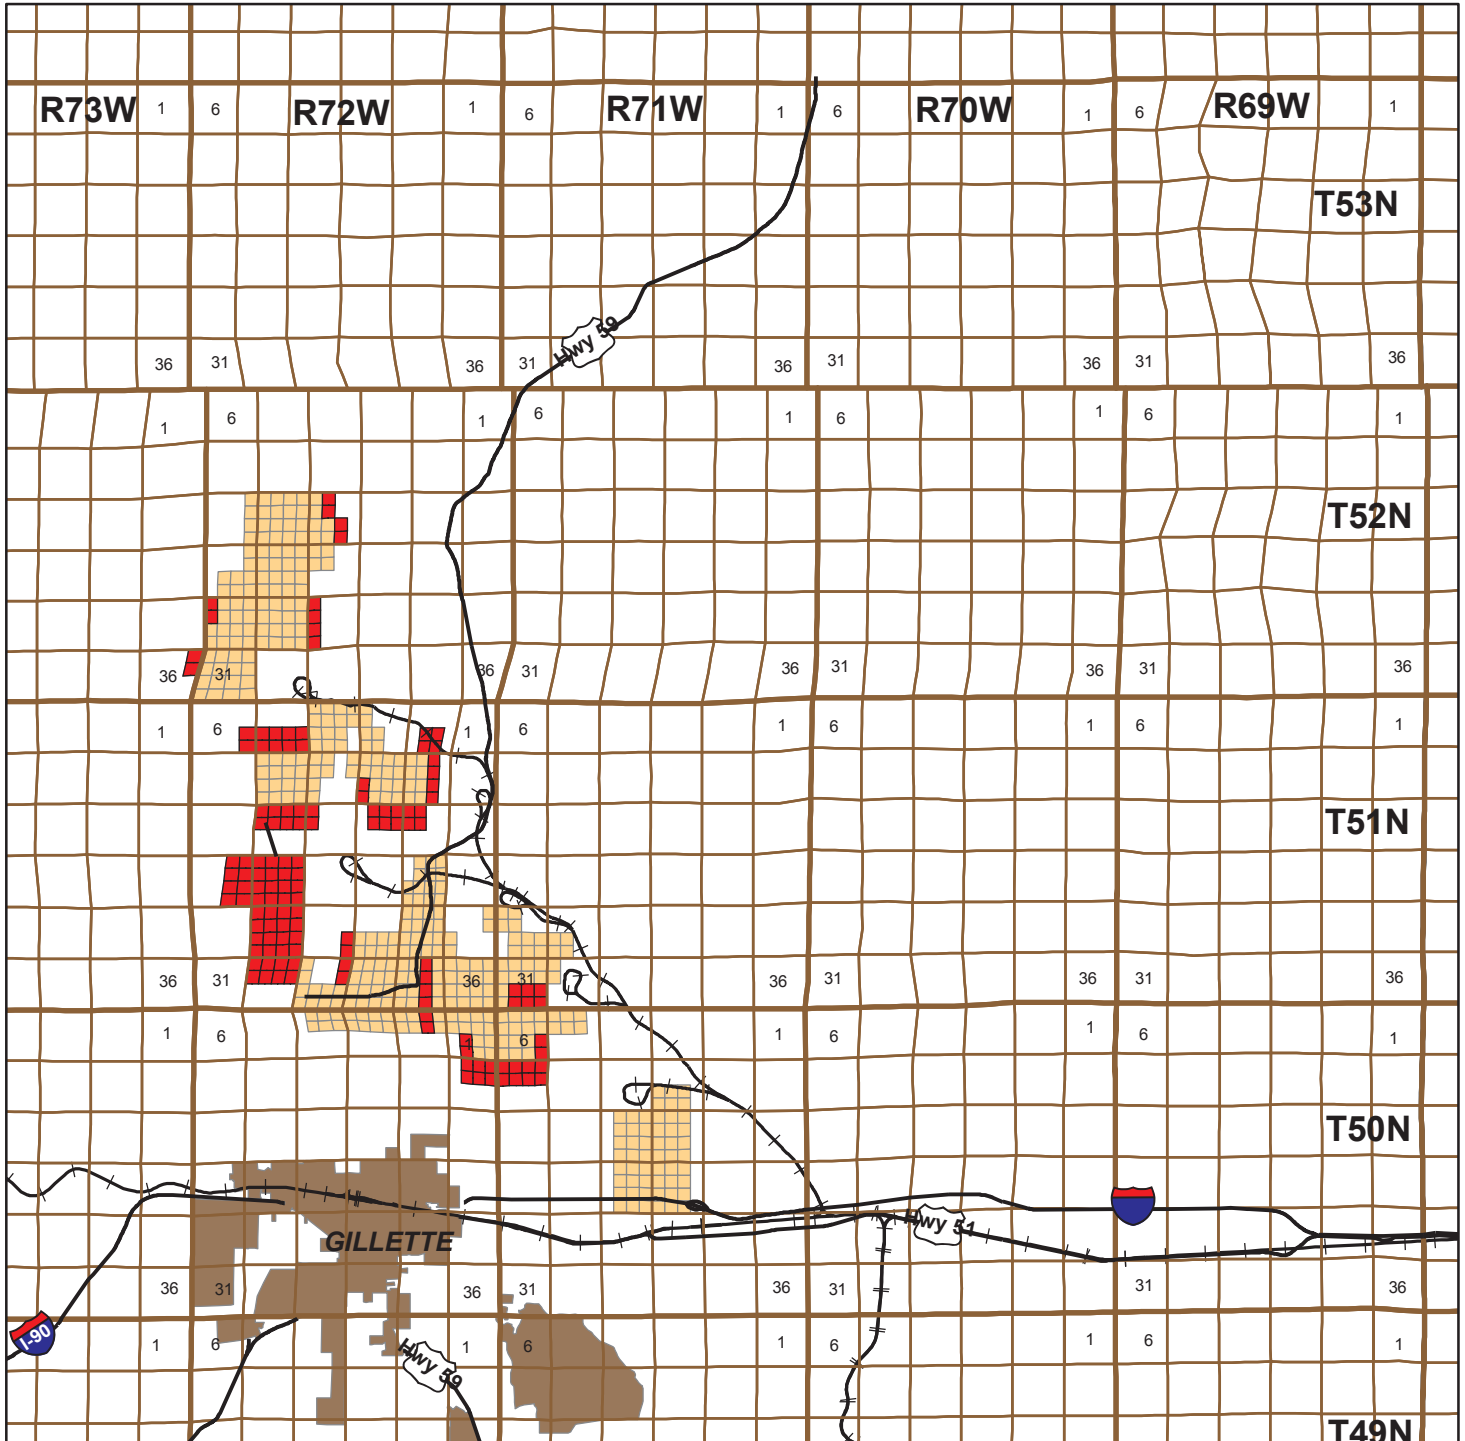 R73W 1 6 R72W 1 6 R71W 1 6 R70W 1 6 R69W 1
T53N
Hwy 59
36 31 36 31 36 31 36 31 36
1 6 1 6 1 6 1 6 1
T52N
36 31 36 31 36 31 36 31 36
1 6 1 6 1 6 1 6 1
T51N
36 31 36 31 36 31 36 31 36
1 6 1 6 1 6 1 6 1
T50N
Hwy 51
GILLETTE
36 31 36 31 36 31 31 36
I-90
1 6 1 6 1 6 1 6 1
Hwy 59
T49N